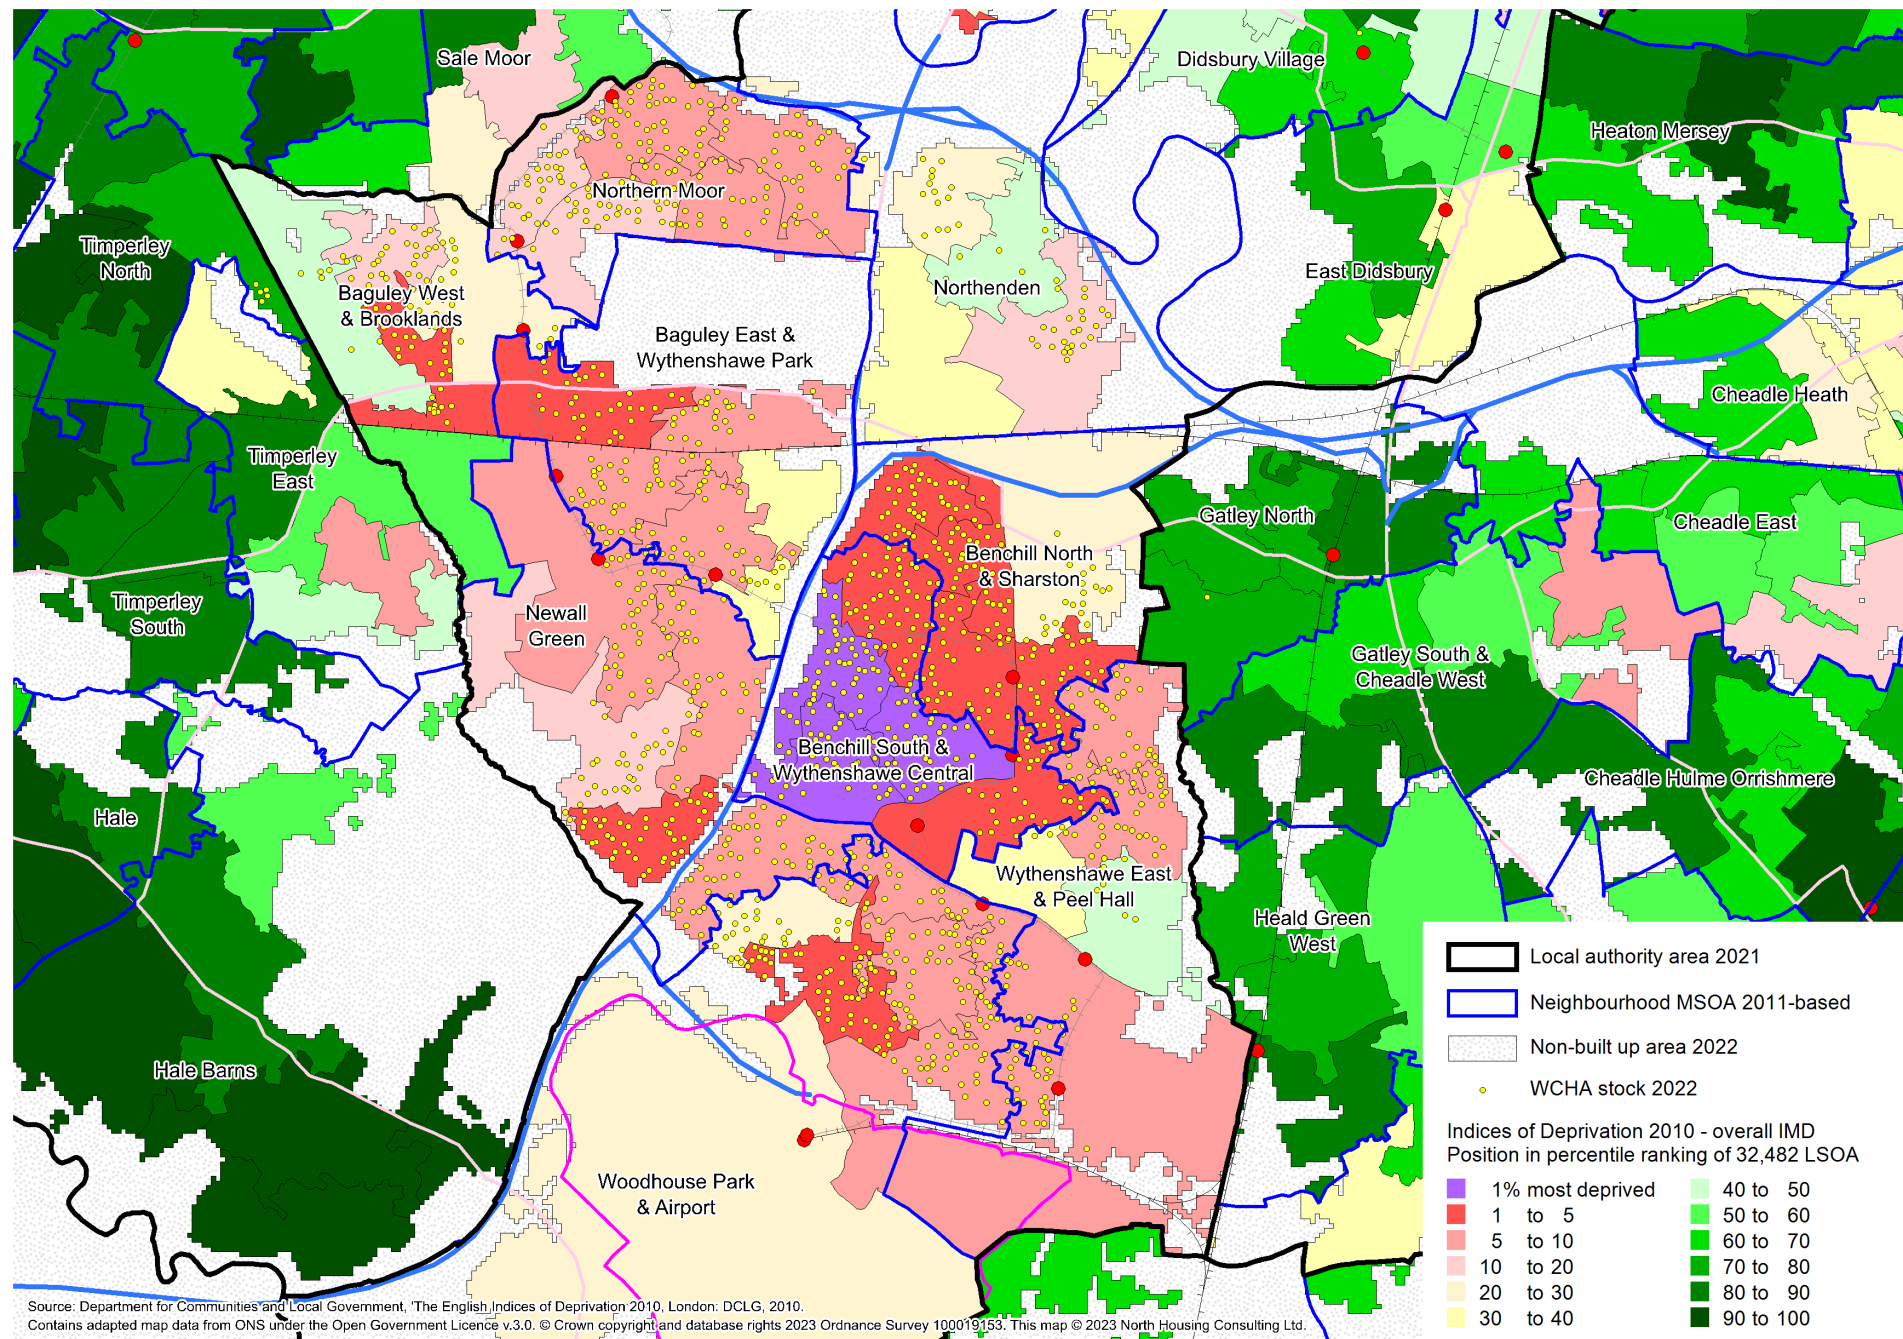 Sale Moor
Didsbury Village
Heaton Mersey
Northern Moor
Timperley
North
East Didsbury
Northenden
Baguley West
& Brooklands
Baguley East &
Wythenshawe Park
Cheadle Heath
Timperley
East
Gatley North
Cheadle East
Benchill North
& Sharston
Timperley
South
Newall
Green
Gatley South &
Cheadle West
Benchill South &
Wythenshawe Central
Cheadle Hulme Orrishmere
Hale
Wythenshawe East
& Peel Hall
Heald Green
West
Hale Barns
Woodhouse Park
& Airport
Local authority area 2021
Neighbourhood MSOA 2011-based
Non-built up area 2022
WCHA stock 2022
Indices of Deprivation 2010 - overall IMD
Position in percentile ranking of 32,482 LSOA
1% most deprived
1 to 5
5 to 10
10 to 20
20 to 30
30 to 40
40 to 50
50 to 60
60 to 70
70 to 80
80 to 90
90 to 100
Source: Department for Communities and Local Government, 'The English Indices of Deprivation 2010, London: DCLG, 2010.
Contains adapted map data from ONS under the Open Government Licence v.3.0. © Crown copyright and database rights 2023 Ordnance Survey 100019153. This map © 2023 North Housing Consulting Ltd.